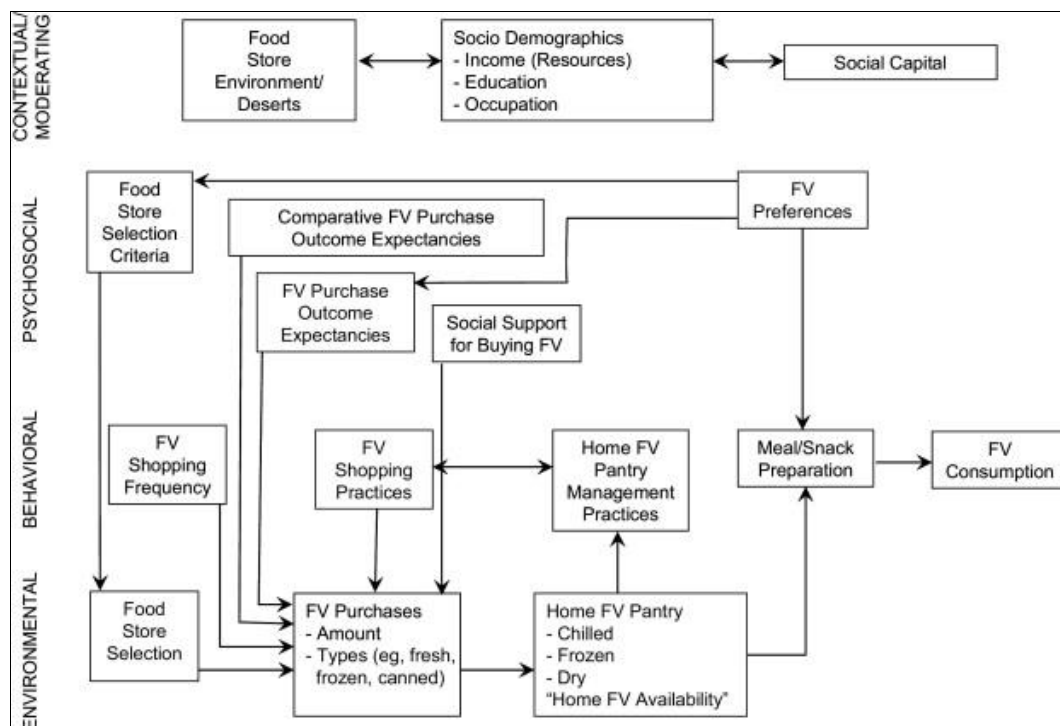 CONTEXTUAL/
MODERATING
Food
Store
Environment/
Deserts
Socio Demographics
- Income (Resources)
- Education
- Occupation
Social Capital
PSYCHOSOCIAL
Food
Store
Selection
Criteria
Comparative FV Purchase
Outcome Expectancies
FV
Preferences
FV Purchase
Outcome
Expectancies
Social Support
for Buying FV
BEHAVIORAL
FV
Shopping
Frequency
FV
Shopping
Practices
Home FV
Pantry
Management
Practices
Meal/Snack
Preparation
FV
Consumption
ENVIRONMENTAL
Food
Store
Selection
FV Purchases
- Amount
- Types (eg, fresh,
frozen, canned)
Home FV Pantry
- Chilled
- Frozen
- Dry
“Home FV Availability”